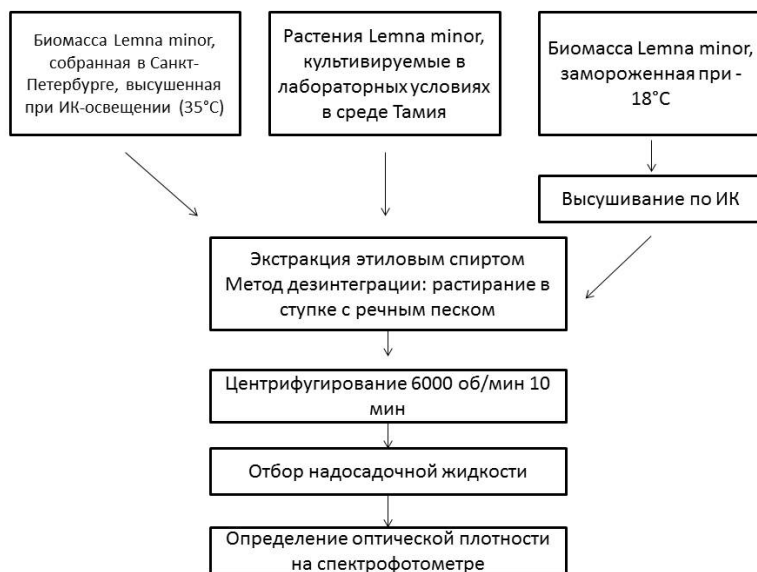 Биомасса Lemna minor,
собранная в Санкт-
Петербурге, высушенная
при ИК-освещении (35°С)
Растения Lemna minor,
культивируемые в
лабораторных условиях
в среде Тамия
Биомасса Lemna minor,
замороженная при -
18°С
Высушивание по ИК
Экстракция этиловым спиртом
Метод дезинтеграции: растирание в
ступке с речным песком
Центрифугирование 6000 об/мин 10
мин
Отбор надосадочной жидкости
Определение оптической плотности
на спектрофотометре